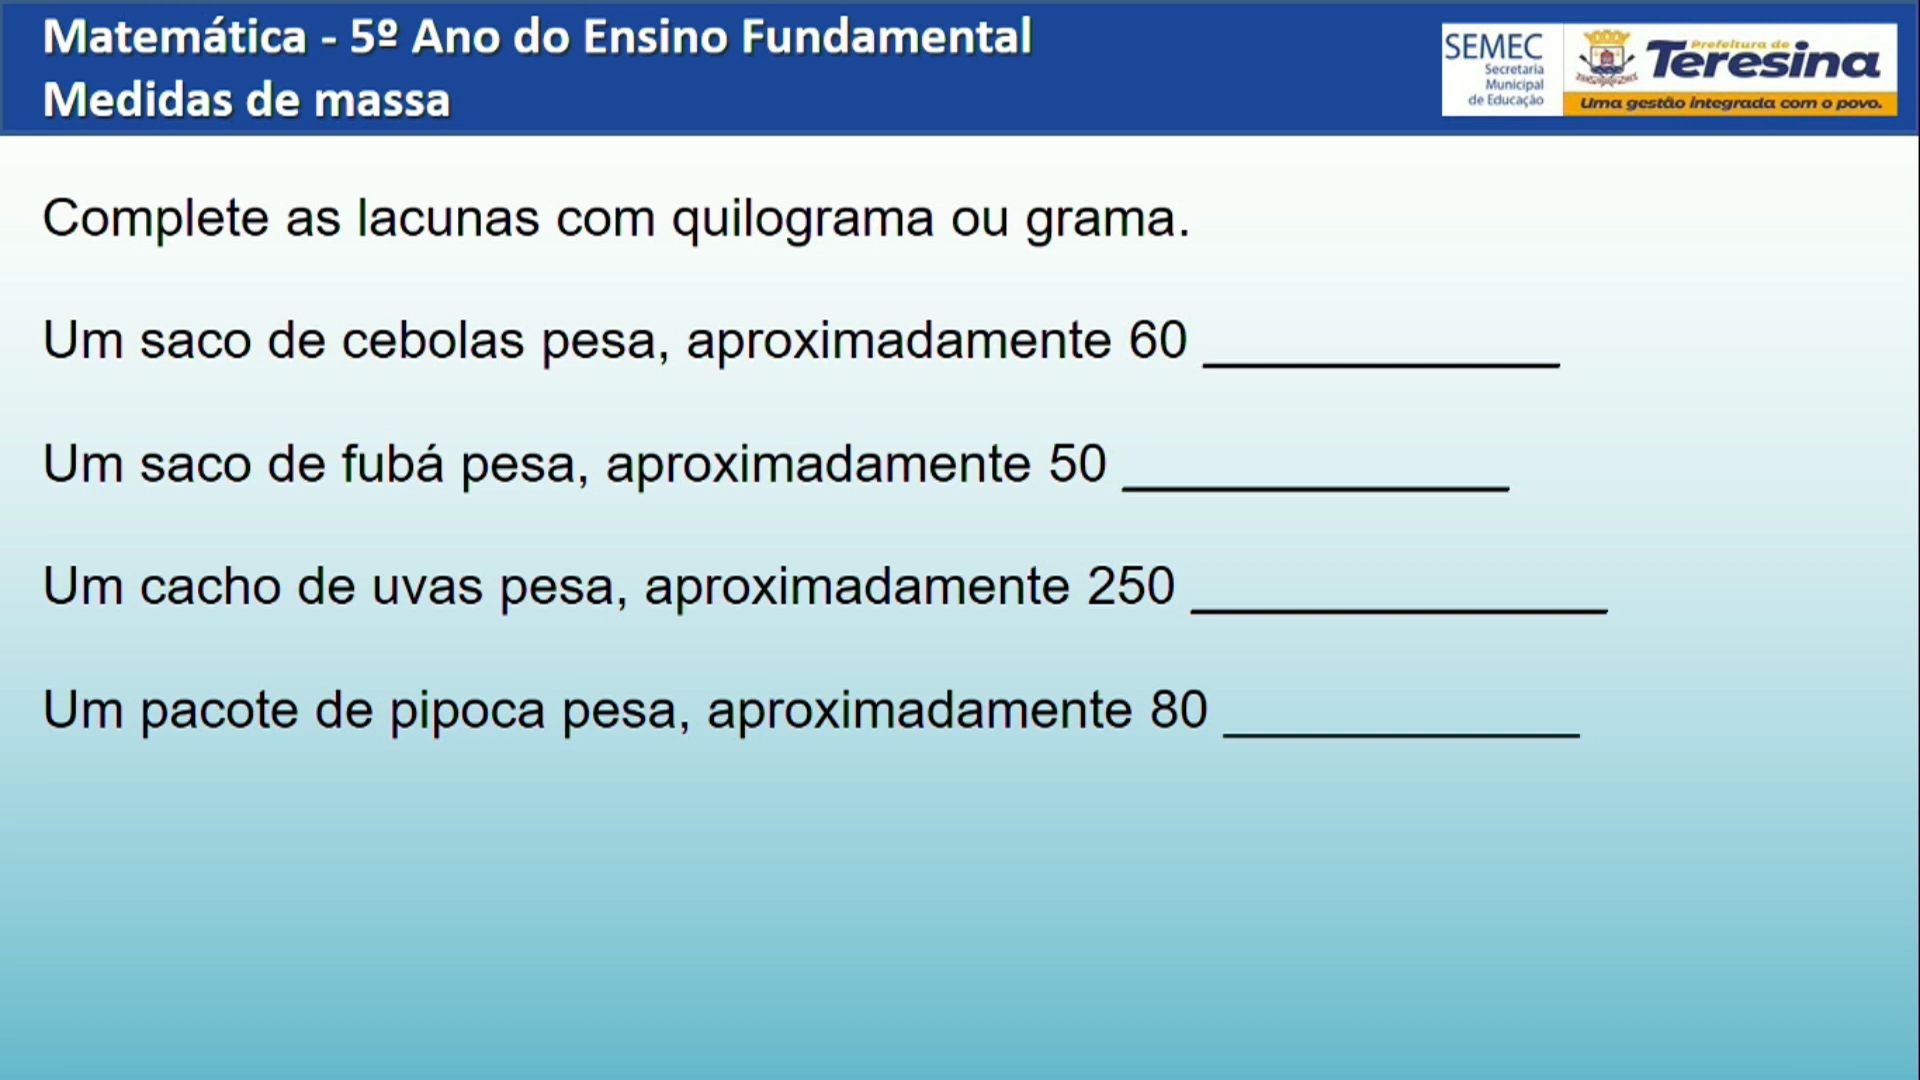 Matemática - 5º Ano do Ensino Fundamental
Medidas de massa
SEMEC
Secretaria
Municipal
de Educação
Prefeitura de
Teresina
Uma gestão integrada com o povo.
Complete as lacunas com quilograma ou grama.
Um saco de cebolas pesa, aproximadamente 60 ____________
Um saco de fubá pesa, aproximadamente 50 _____________
Um cacho de uvas pesa, aproximadamente 250 ______________
Um pacote de pipoca pesa, aproximadamente 80 ____________